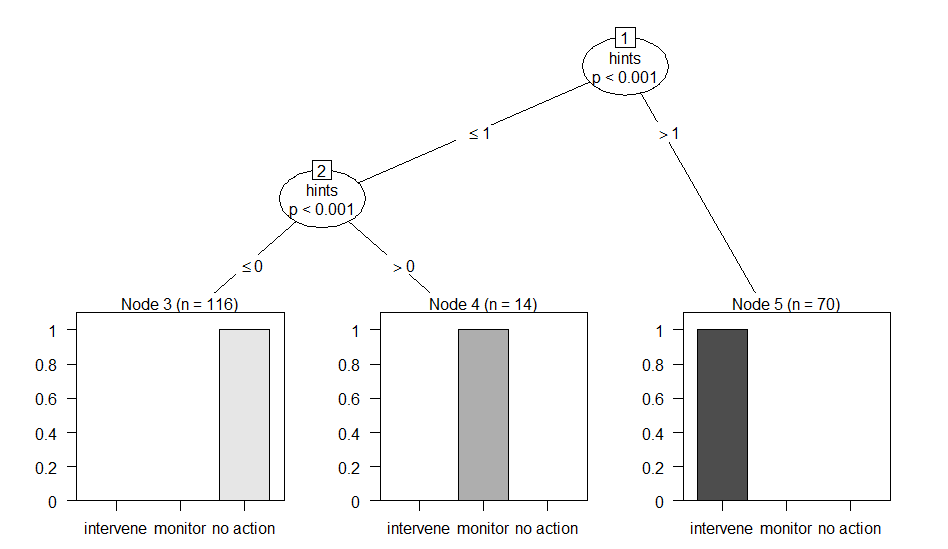 1
hints
p < 0.001
≤ 1
> 1
2
hints
p < 0.001
≤ 0
> 0
Node 3 (n = 116)
1
0.8
0.6
0.4
0.2
0
intervene monitor no action
Node 4 (n = 14)
1
0.8
0.6
0.4
0.2
0
intervene monitor no action
Node 5 (n = 70)
1
0.8
0.6
0.4
0.2
0
intervene monitor no action